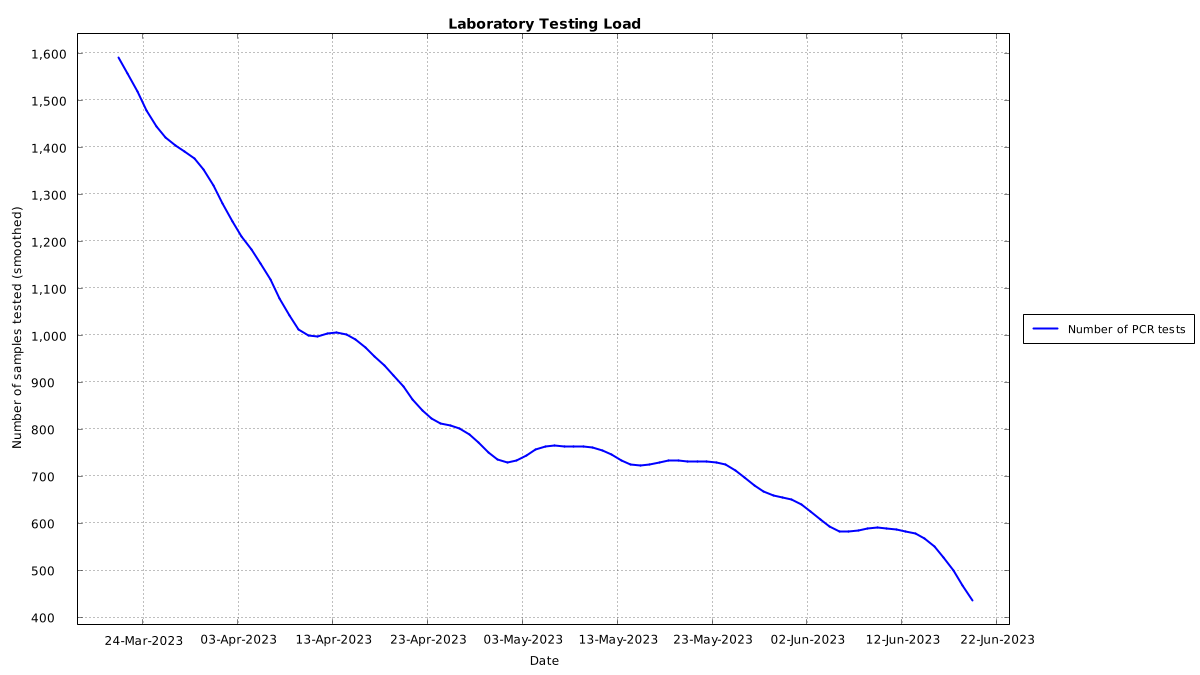 Laboratory Testing Load
Number of samples tested (smoothed)
1,600
1,500
1,400
1,300
1,200
1,100
1,000
900
800
700
600
500
400
24-Mar-2023 03-Apr-2023 13-Apr-2023 23-Apr-2023 03-May-2023 13-May-2023 23-May-2023 02-Jun-2023 12-Jun-2023 22-Jun-2023
Date
Number of PCR tests